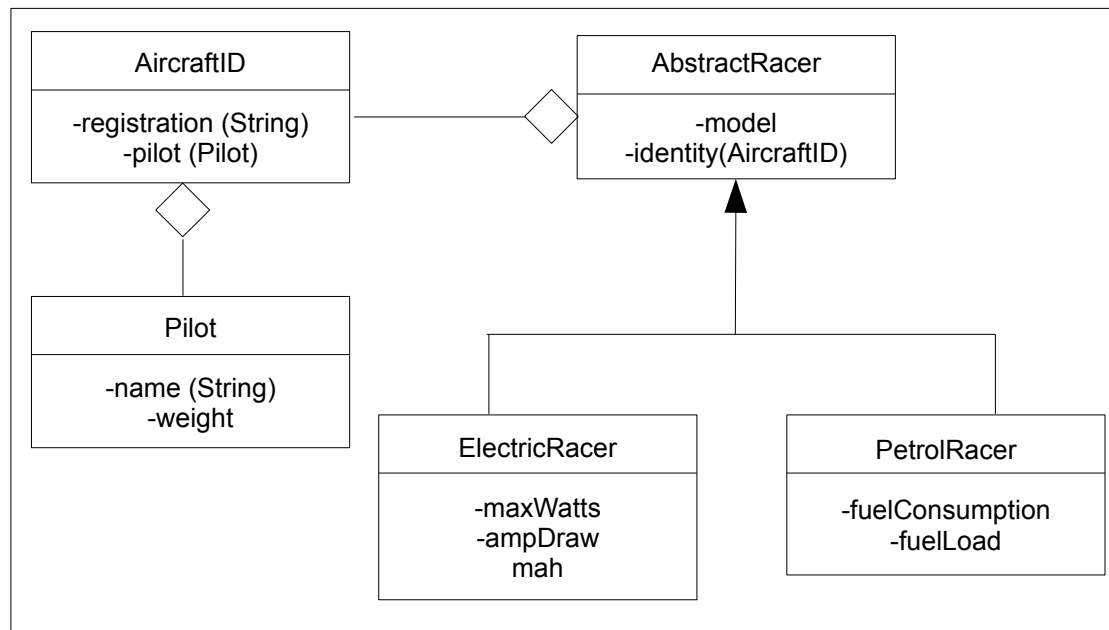 AircraftID
-registration (String)
-pilot (Pilot)
AbstractRacer
-model
-identity(AircraftID)
Pilot
-name (String)
-weight
ElectricRacer
-maxWatts
-ampDraw
mah
PetrolRacer
-fuelConsumption
-fuelLoad